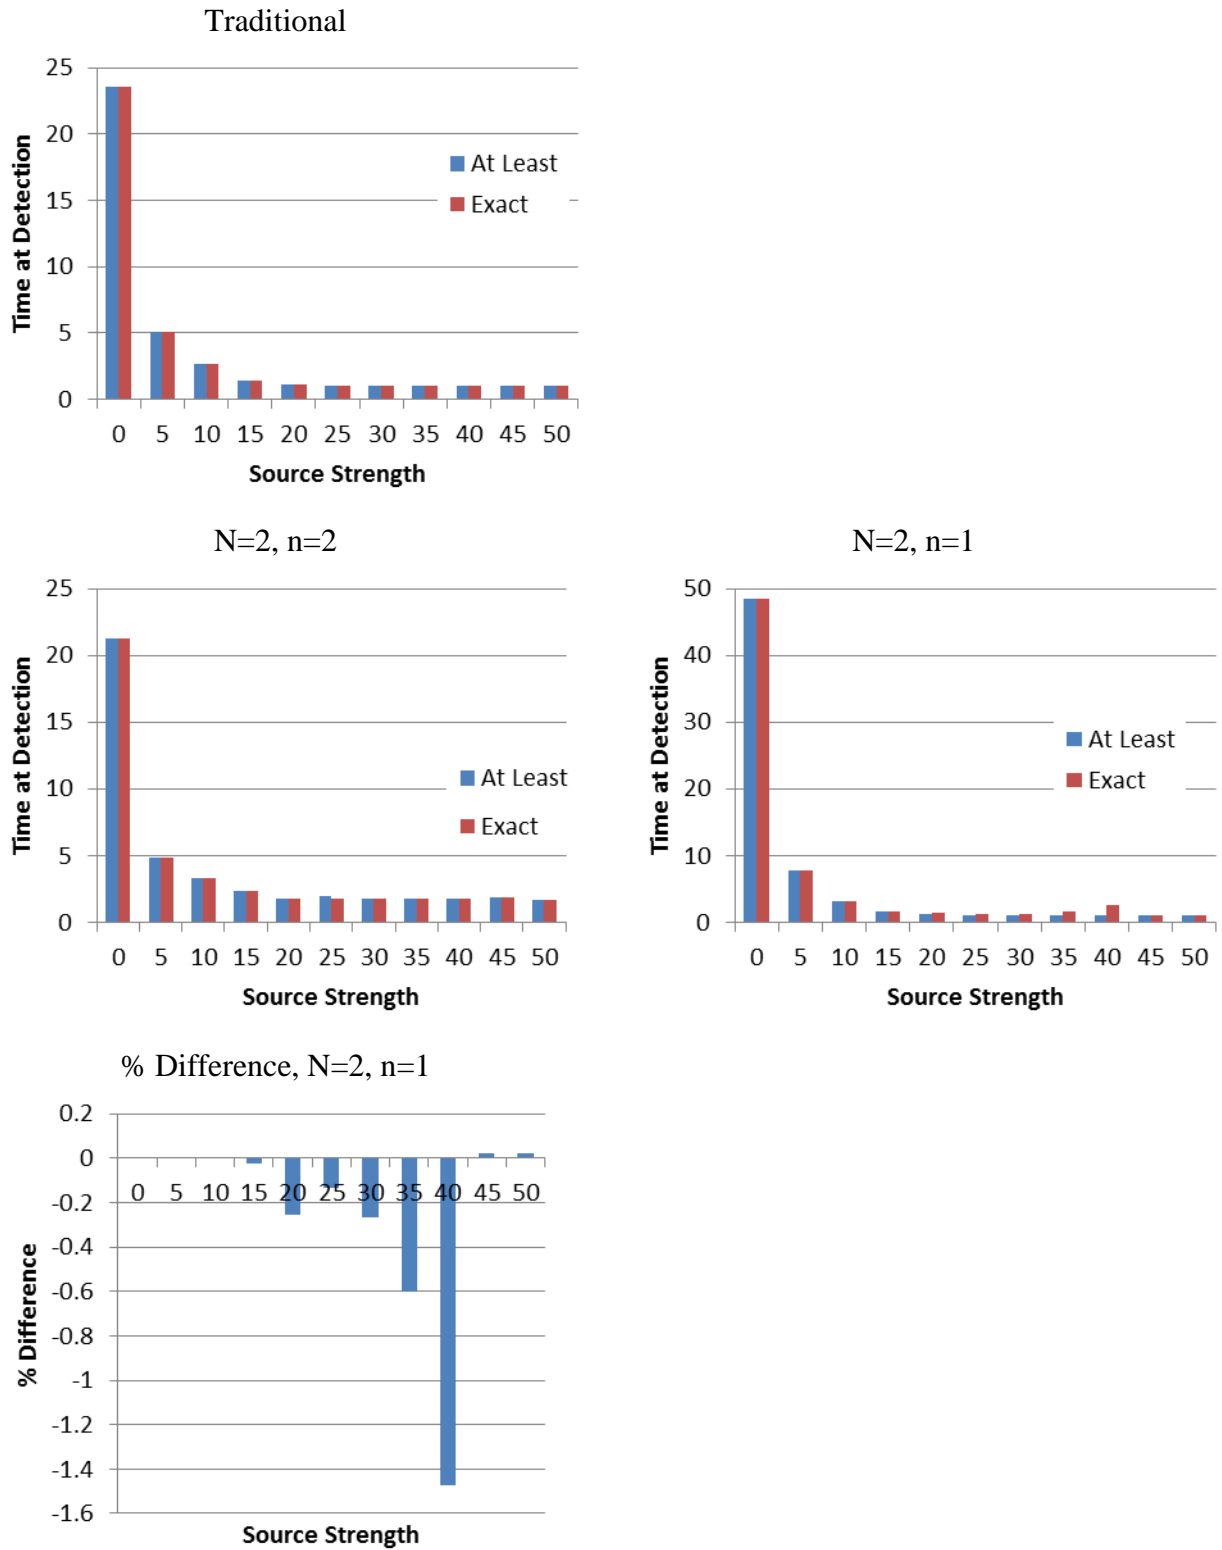 Traditional
25
20
15
10
5
0
Time at Detection
At Least
Exact
0 5 10 15 20 25 30 35 40 45 50
Source Strength
N=2, n=2
25
20
15
10
5
0
Time at Detection
At Least
Exact
0 5 10 15 20 25 30 35 40 45 50
Source Strength
N=2, n=1
50
40
30
20
10
0
Time at Detection
At Least
Exact
0 5 10 15 20 25 30 35 40 45 50
Source Strength
% Difference, N=2, n=1
0.2
0
-0.2
-0.4
-0.6
-0.8
-1
-1.2
-1.4
-1.6
% Difference
0 5 10 15 20 25 30 35 40 45 50
Source Strength